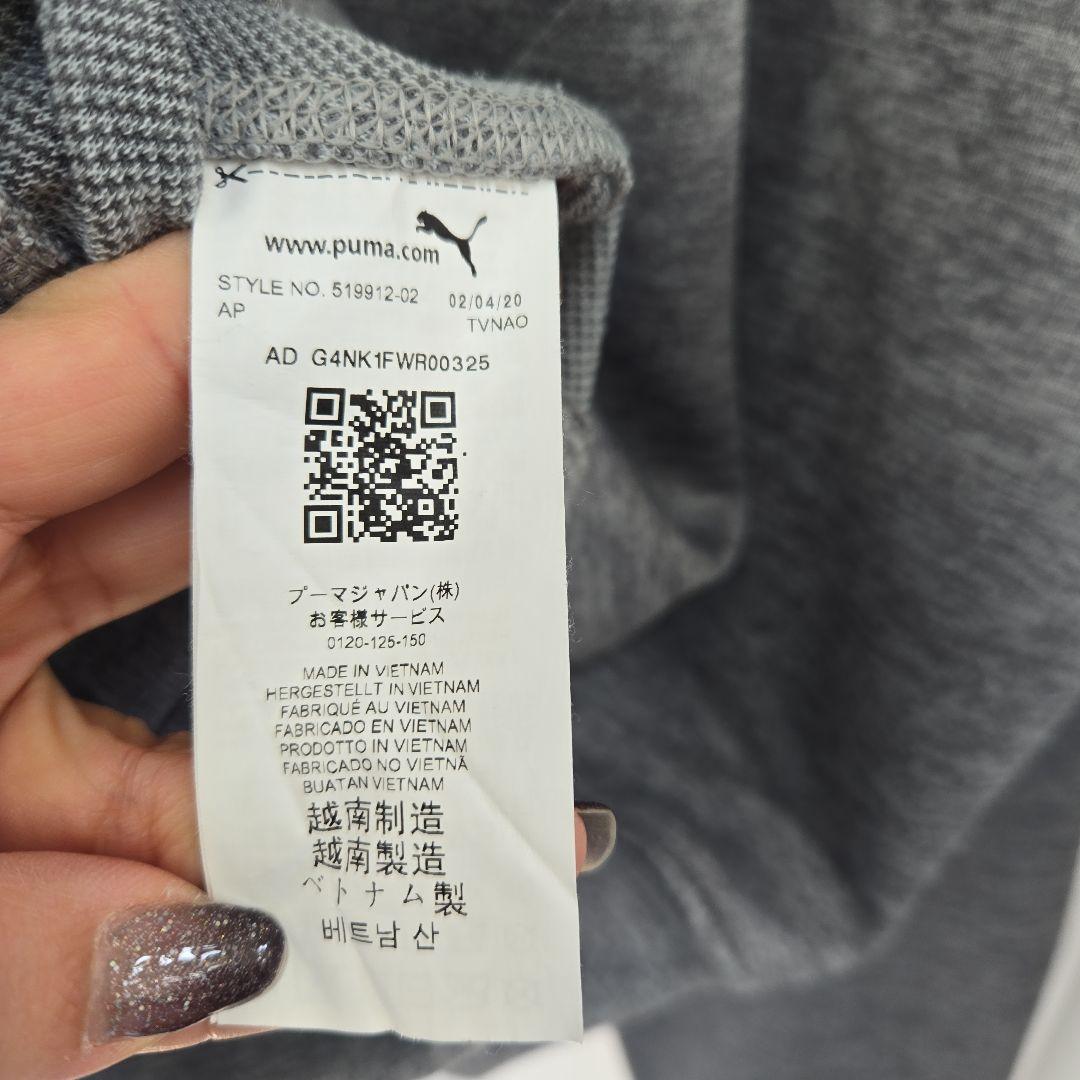 www.puma.com
STYLE NO. 519912-02 02/04/20
AP TVNAO
AD G4NK1FWR00325
プーマジャパン(株)
お客様サービス
0120-125-150
MADE IN VIETNAM
HERGESTELLT IN VIETNAM
FABRIQUÉ AU VIETNAM
FABRICADO EN VIETNAM
PRODOTTO IN VIETNAM
FABRICADO NO VIETNÃ
BUATAN VIETNAM
越南制造
越南製造
ベトナム製
베트남 산